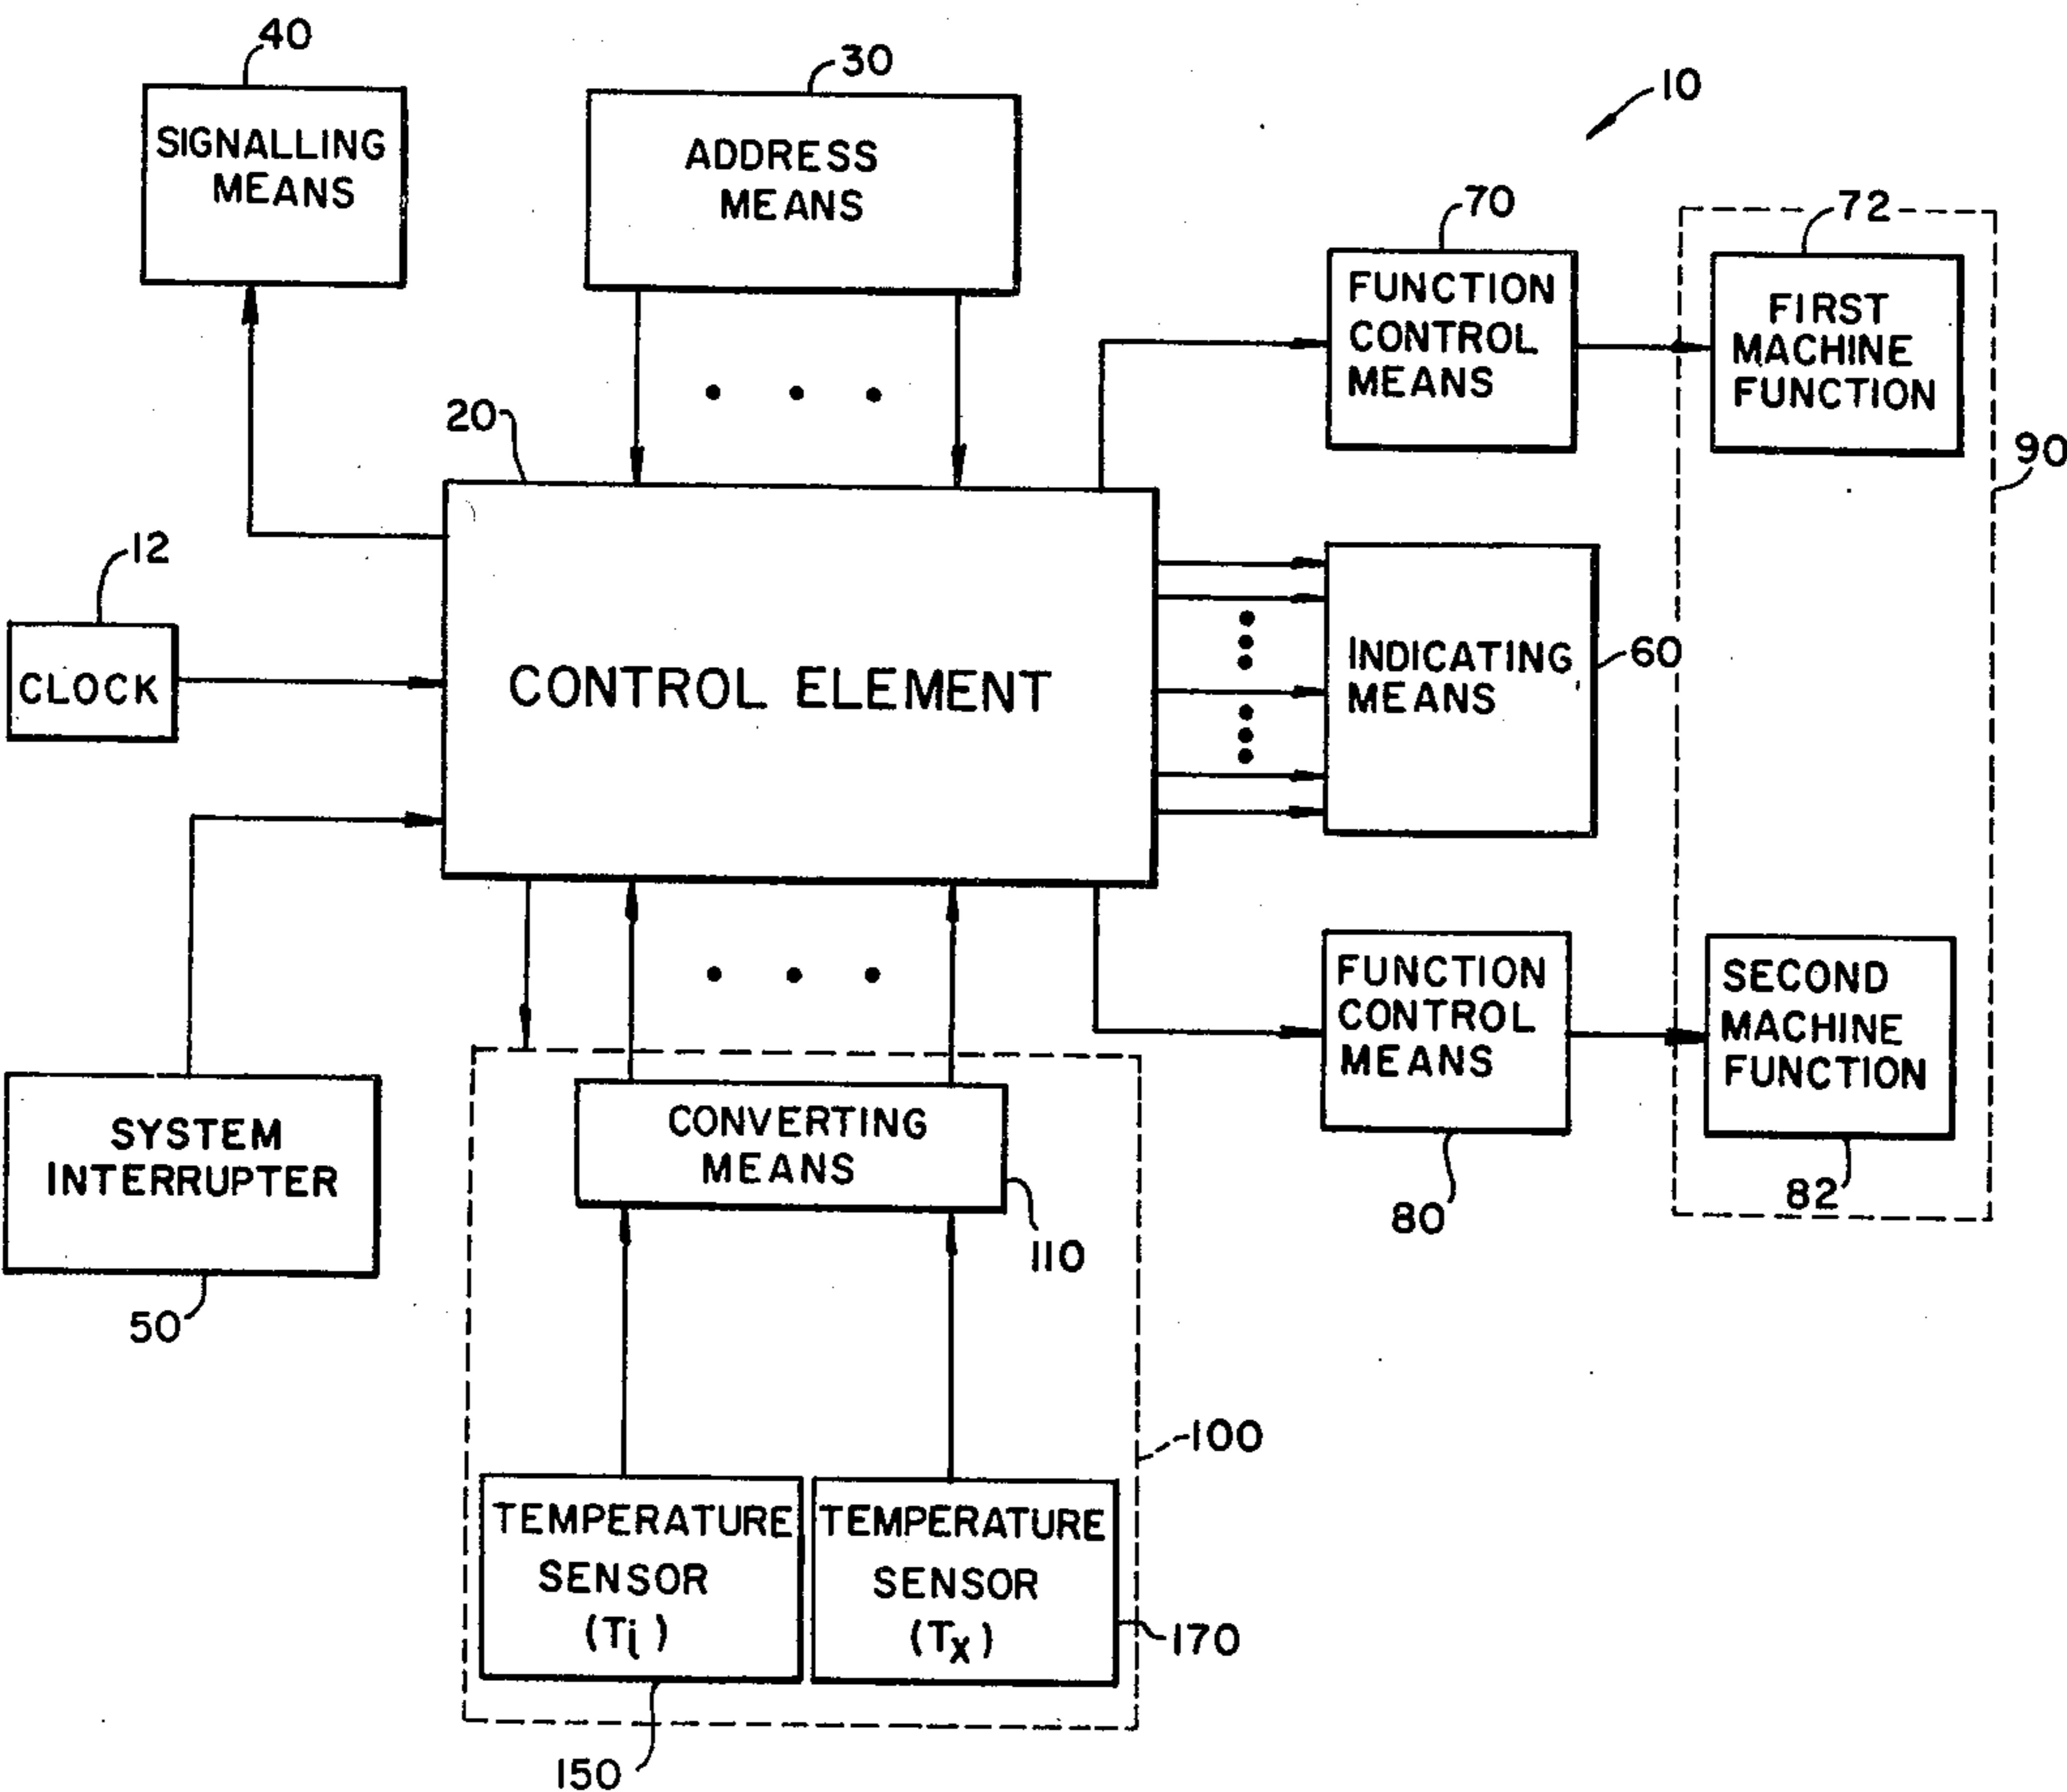 40
30
10
SIGNALLING
MEANS
ADDRESS
MEANS
70
72
FUNCTION
CONTROL
MEANS
FIRST
MACHINE
FUNCTION
20
90
12
CLOCK
CONTROL ELEMENT
INDICATING
MEANS
60
SYSTEM
INTERRUPTER
50
FUNCTION
CONTROL
MEANS
80
SECOND
MACHINE
FUNCTION
82
CONVERTING
MEANS
110
100
TEMPERATURE
SENSOR
(Ti)
150
TEMPERATURE
SENSOR
(Tx)
170